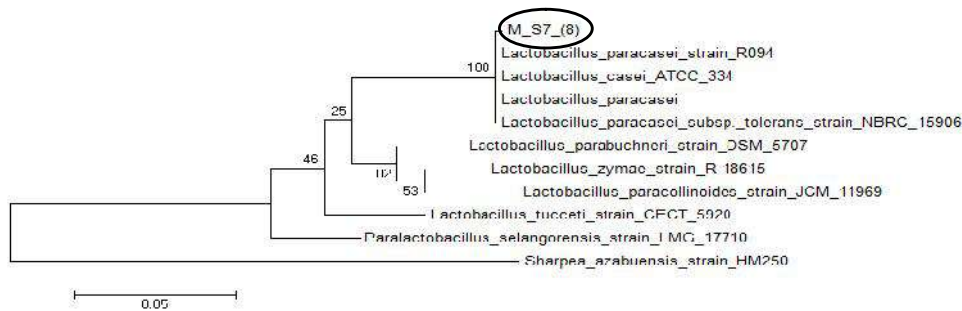 M_S7_(8)
Lactobacillus_paracasei_strain_R094
100
Lactobacillus_casei_ATCC_334
Lactobacillus_paracasei
25
Lactobacillus_paracasei_subsp._tolerans_strain_NBRC_15906
Lactobacillus_parabuchneri_strain_DSM_5707
46
Lactobacillus_zymae_strain_R-18615
53
Lactobacillus_paracollinoides_strain_JCM_11969
Lactobacillus_tucceti_strain_CECT_5920
Paralactobacillus_selangorensis_strain_LMG_17710
Sharpea_azabuensis_strain_HM250
0.05